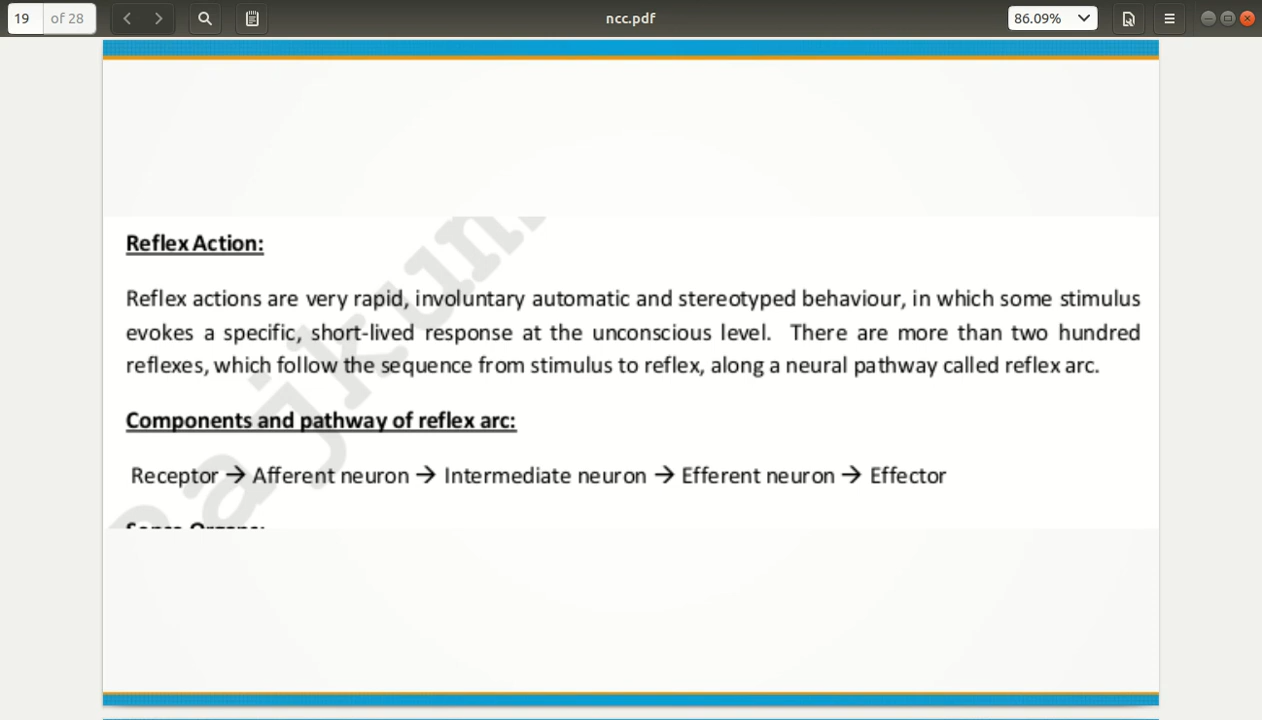 19 of 28 ncc.pdf 86.09%
Reflex Action:
Reflex actions are very rapid, involuntary automatic and stereotyped behaviour, in which some stimulus
evokes a specific, short-lived response at the unconscious level. There are more than two hundred
reflexes, which follow the sequence from stimulus to reflex, along a neural pathway called reflex arc.
Components and pathway of reflex arc:
Receptor → Afferent neuron → Intermediate neuron → Efferent neuron → Effector